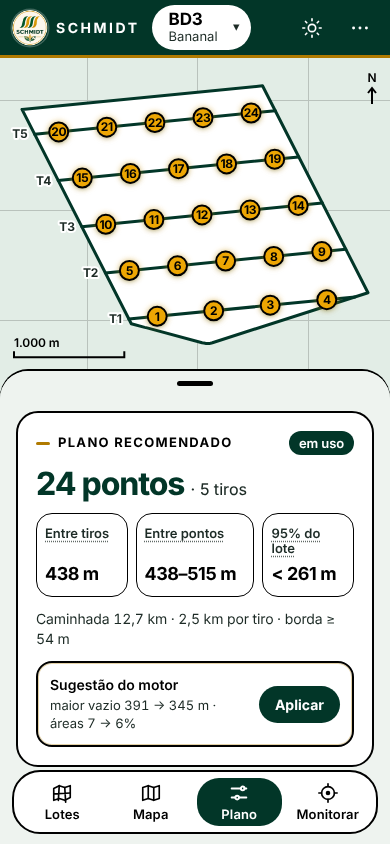 SCHMIDT
SCHMIDT
BD3
Bananal
N
T5
20
21
22
23
24
T4
15
16
17
18
19
T3
10
11
12
13
14
T2
5
6
7
8
9
T1
1
2
3
4
1.000 m
PLANO RECOMENDADO
em uso
24 pontos · 5 tiros
Entre tiros
438 m
Entre pontos
438–515 m
95% do
lote
< 261 m
Caminhada 12,7 km · 2,5 km por tiro · borda ≥
54 m
Sugestão do motor
maior vazio 391 → 345 m ·
áreas 7 → 6%
Aplicar
Lotes
Mapa
Plano
Monitorar